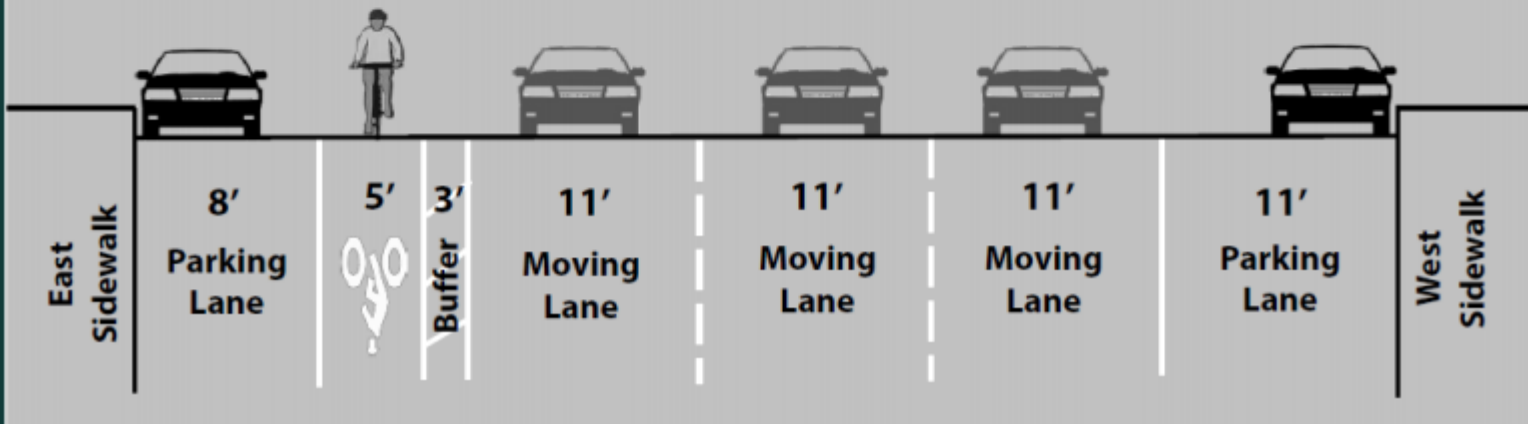 East
Sidewalk
8’
Parking
Lane
5’
3’
Buffer
11’
Moving
Lane
11’
Moving
Lane
11’
Moving
Lane
11’
Parking
Lane
West
Sidewalk